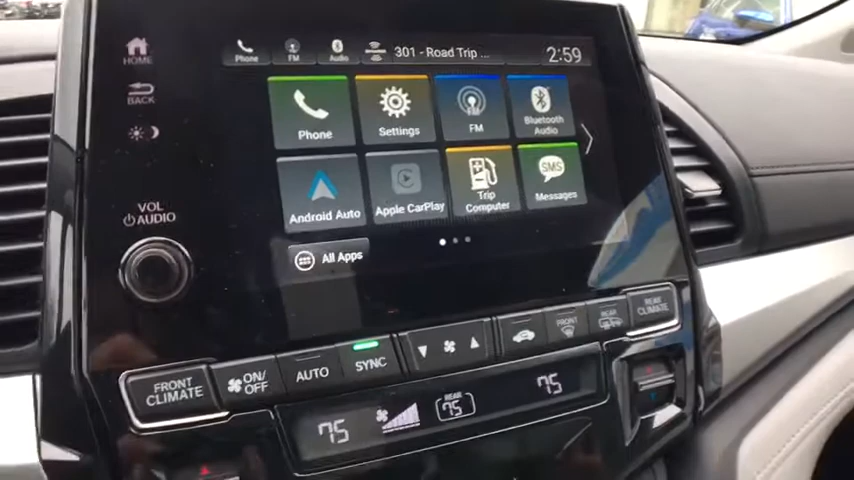 HOME
BACK
VOL
AUDIO
Phone
FM
Audio
301 - Road Trip...
2:59
Phone
Settings
FM
Bluetooth
Audio
Android Auto
Apple CarPlay
Trip
Computer
SMS
Messages
All Apps
FRONT
CLIMATE
ON/
OFF
AUTO
SYNC
FRONT
REAR
REAR
CLIMATE
75
REAR
75
75